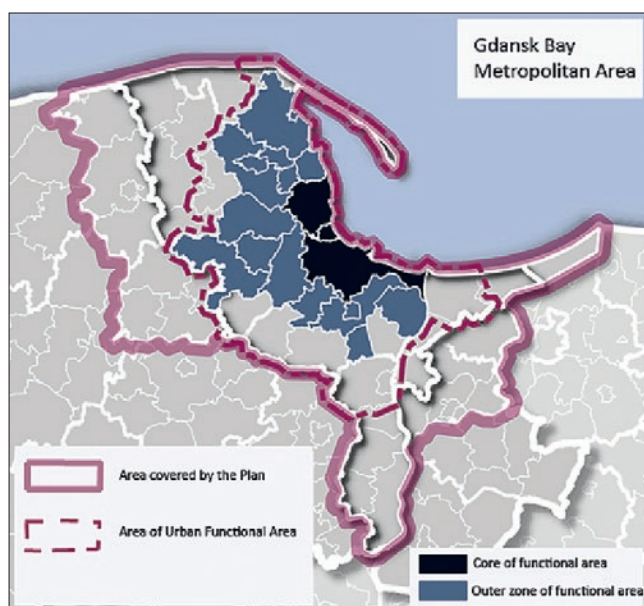 Gdansk Bay
Metropolitan Area
Area covered by the Plan
Area of Urban Functional Area
Core of functional area
Outer zone of functional area